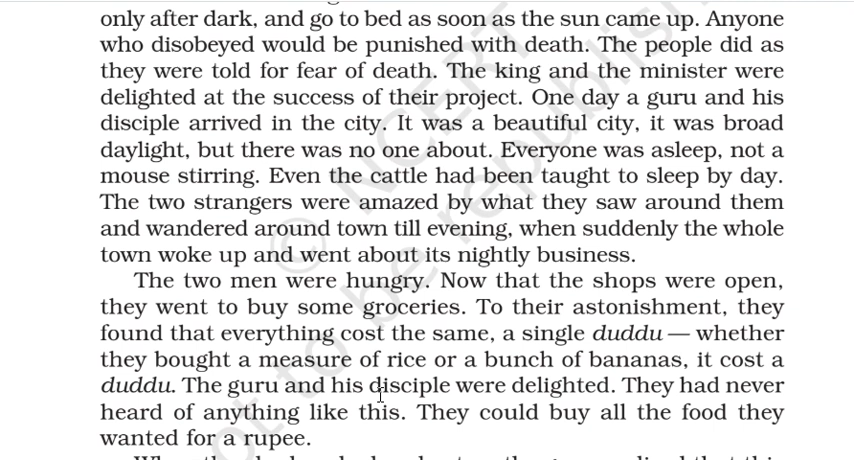 only after dark, and go to bed as soon as the sun came up. Anyone
who disobeyed would be punished with death. The people did as
they were told for fear of death. The king and the minister were
delighted at the success of their project. One day a guru and his
disciple arrived in the city. It was a beautiful city, it was broad
daylight, but there was no one about. Everyone was asleep, not a
mouse stirring. Even the cattle had been taught to sleep by day.
The two strangers were amazed by what they saw around them
and wandered around town till evening, when suddenly the whole
town woke up and went about its nightly business.
The two men were hungry. Now that the shops were open,
they went to buy some groceries. To their astonishment, they
found that everything cost the same, a single duddu — whether
they bought a measure of rice or a bunch of bananas, it cost a
duddu. The guru and his disciple were delighted. They had never
heard of anything like this. They could buy all the food they
wanted for a rupee.
© NCERT
not to be republished